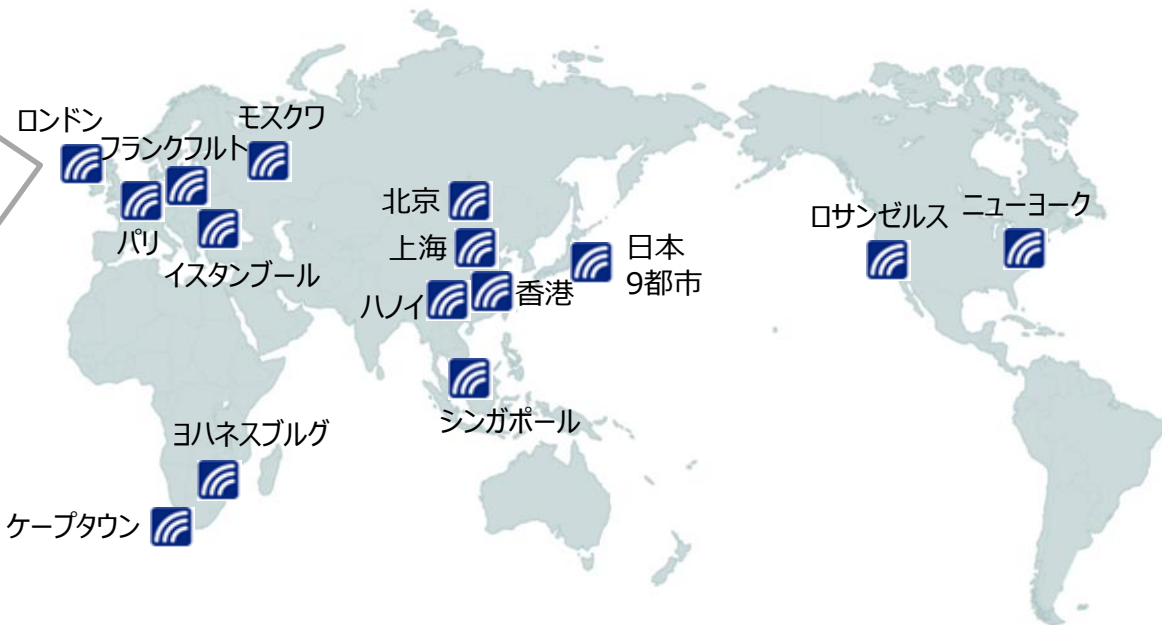 ロンドン
モスクワ
フランクフルト
パリ
イスタンブール
北京
上海
ハノイ
香港
日本
9都市
シンガポール
ヨハネスブルグ
ケープタウン
ロサンゼルス
ニューヨーク